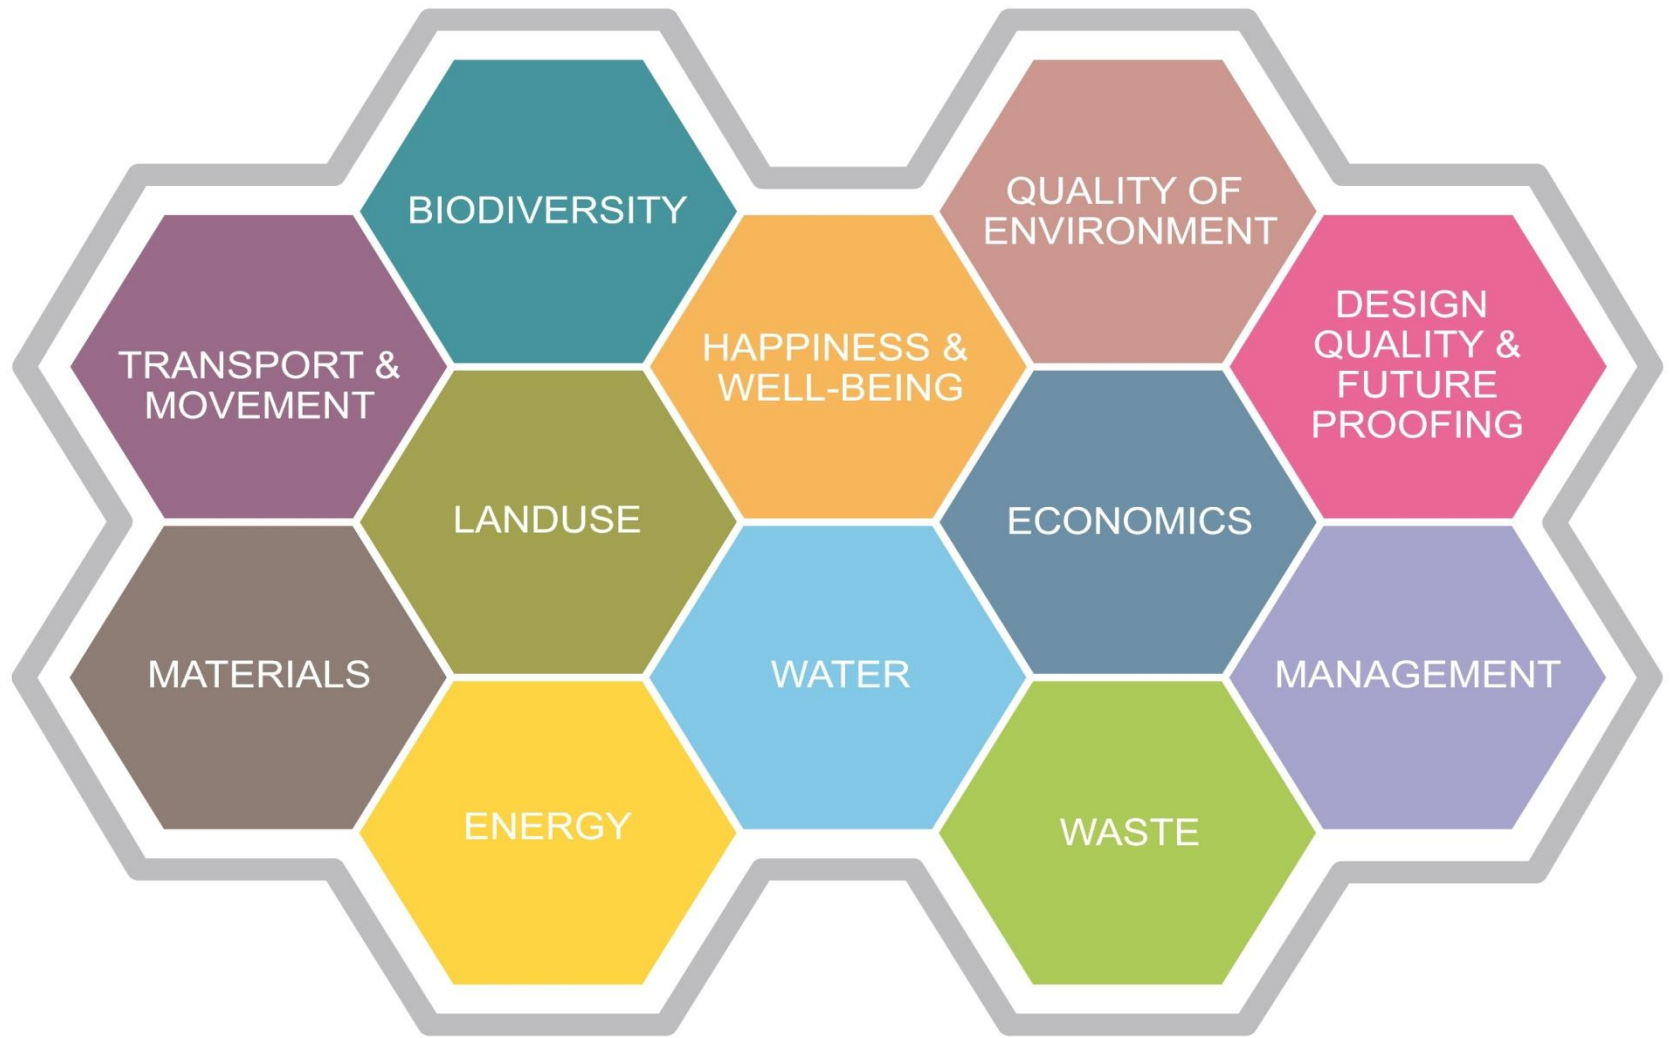 BIODIVERSITY
QUALITY OF
ENVIRONMENT
TRANSPORT &
MOVEMENT
HAPPINESS &
WELL-BEING
DESIGN
QUALITY &
FUTURE
PROOFING
LANDUSE
ECONOMICS
MATERIALS
WATER
MANAGEMENT
ENERGY
WASTE